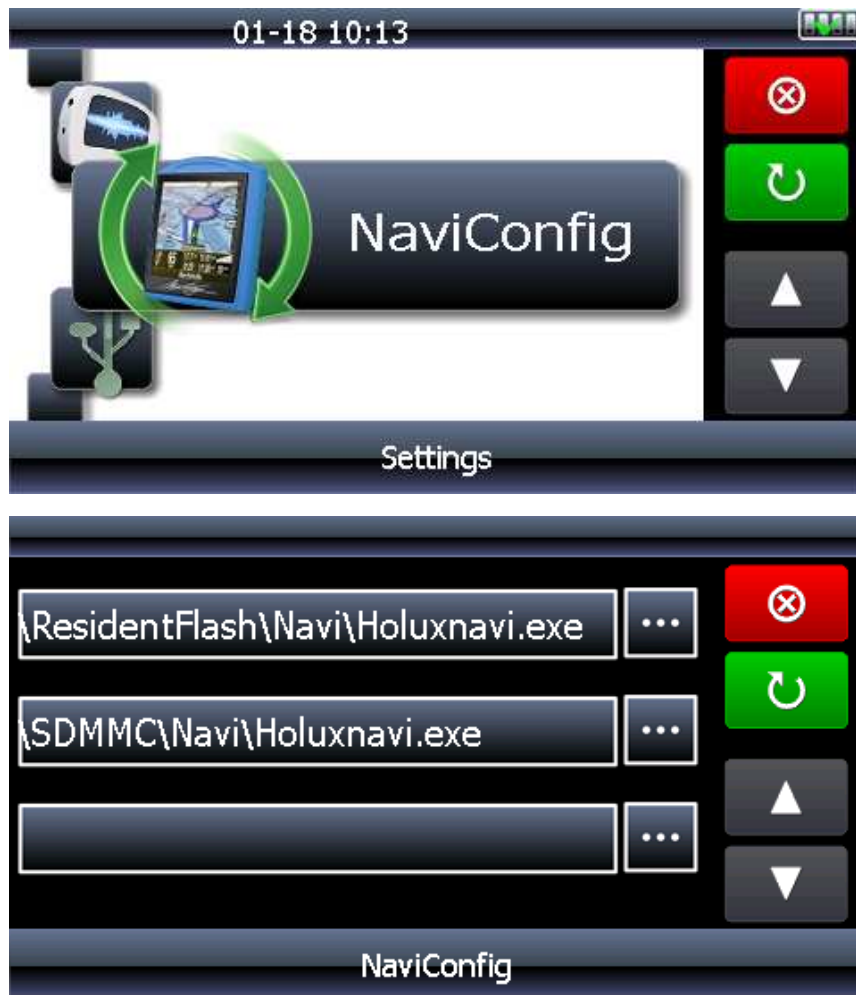 01-18 10:13
NaviConfig
Settings
\ResidentFlash\Navi\Holuxnavi.exe
...
\SDMMC\Navi\Holuxnavi.exe
...
...
NaviConfig